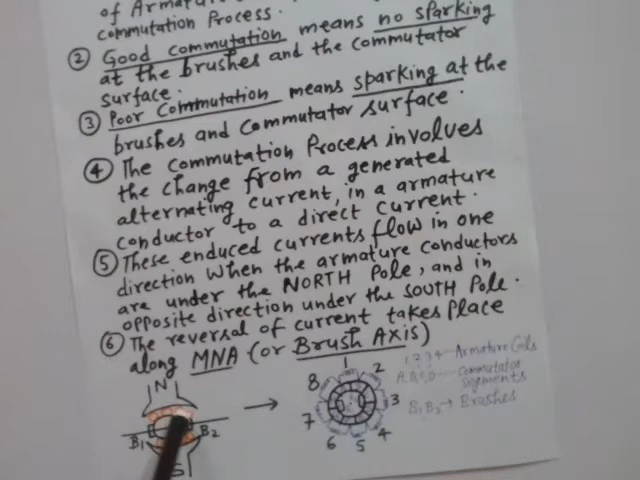 of Armature
commutation Process.
② Good commutation means no sparking
at the brushes and the commutator
surface.
③ Poor Commutation means sparking at the
brushes and commutator surface.
④ The commutation Process involves
the change from a generated
alternating current, in a armature
conductor to a direct current.
⑤ These enduced currents flow in one
direction when the armature conductors
are under the NORTH Pole, and in
opposite direction under the SOUTH Pole.
⑥ The reversal of current takes place
along MNA (or Brush Axis)
N
B1 B2
S
1
2
3
4
5
6
7
8
1 2 3 4 → Armature Coils
A, B, C, D → Commutator
segments
B1 B2 → Brushes